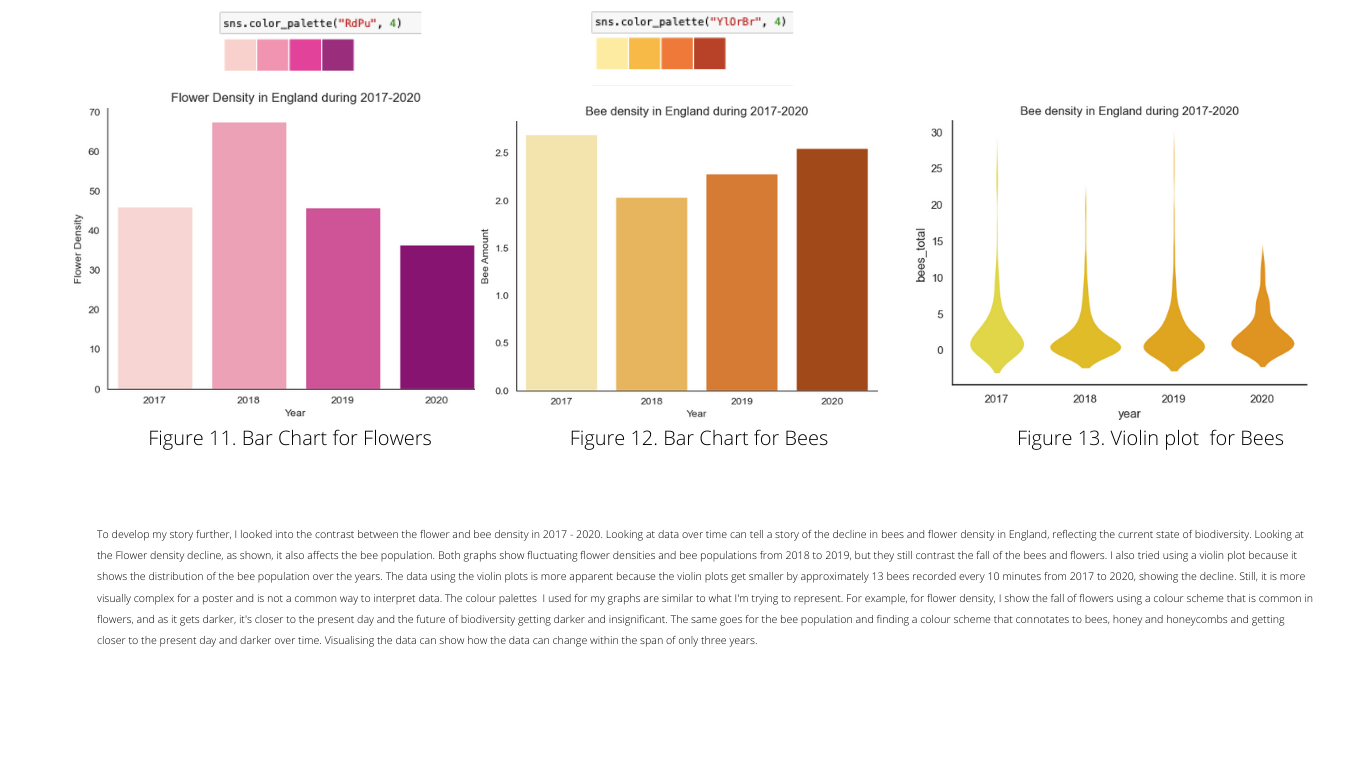 sns.color_palette("RdPu", 4)
sns.color_palette("YlOrBr", 4)
Flower Density in England during 2017-2020
70
60
50
40
30
20
10
0
Flower Density
2017 2018 2019 2020
Year
Figure 11. Bar Chart for Flowers
Bee density in England during 2017-2020
2.5
2.0
1.5
1.0
0.5
0.0
Bee Amount
2017 2018 2019 2020
Year
Figure 12. Bar Chart for Bees
Bee density in England during 2017-2020
30
25
20
15
10
5
0
bees_total
2017 2018 2019 2020
year
Figure 13. Violin plot for Bees
To develop my story further, I looked into the contrast between the flower and bee density in 2017 - 2020. Looking at data over time can tell a story of the decline in bees and flower density in England, reflecting the current state of biodiversity. Looking at
the Flower density decline, as shown, it also affects the bee population. Both graphs show fluctuating flower densities and bee populations from 2018 to 2019, but they still contrast the fall of the bees and flowers. I also tried using a violin plot because it
shows the distribution of the bee population over the years. The data using the violin plots is more apparent because the violin plots get smaller by approximately 13 bees recorded every 10 minutes from 2017 to 2020, showing the decline. Still, it is more
visually complex for a poster and is not a common way to interpret data. The colour palettes I used for my graphs are similar to what I'm trying to represent. For example, for flower density, I show the fall of flowers using a colour scheme that is common in
flowers, and as it gets darker, it's closer to the present day and the future of biodiversity getting darker and insignificant. The same goes for the bee population and finding a colour scheme that connotates to bees, honey and honeycombs and getting
closer to the present day and darker over time. Visualising the data can show how the data can change within the span of only three years.